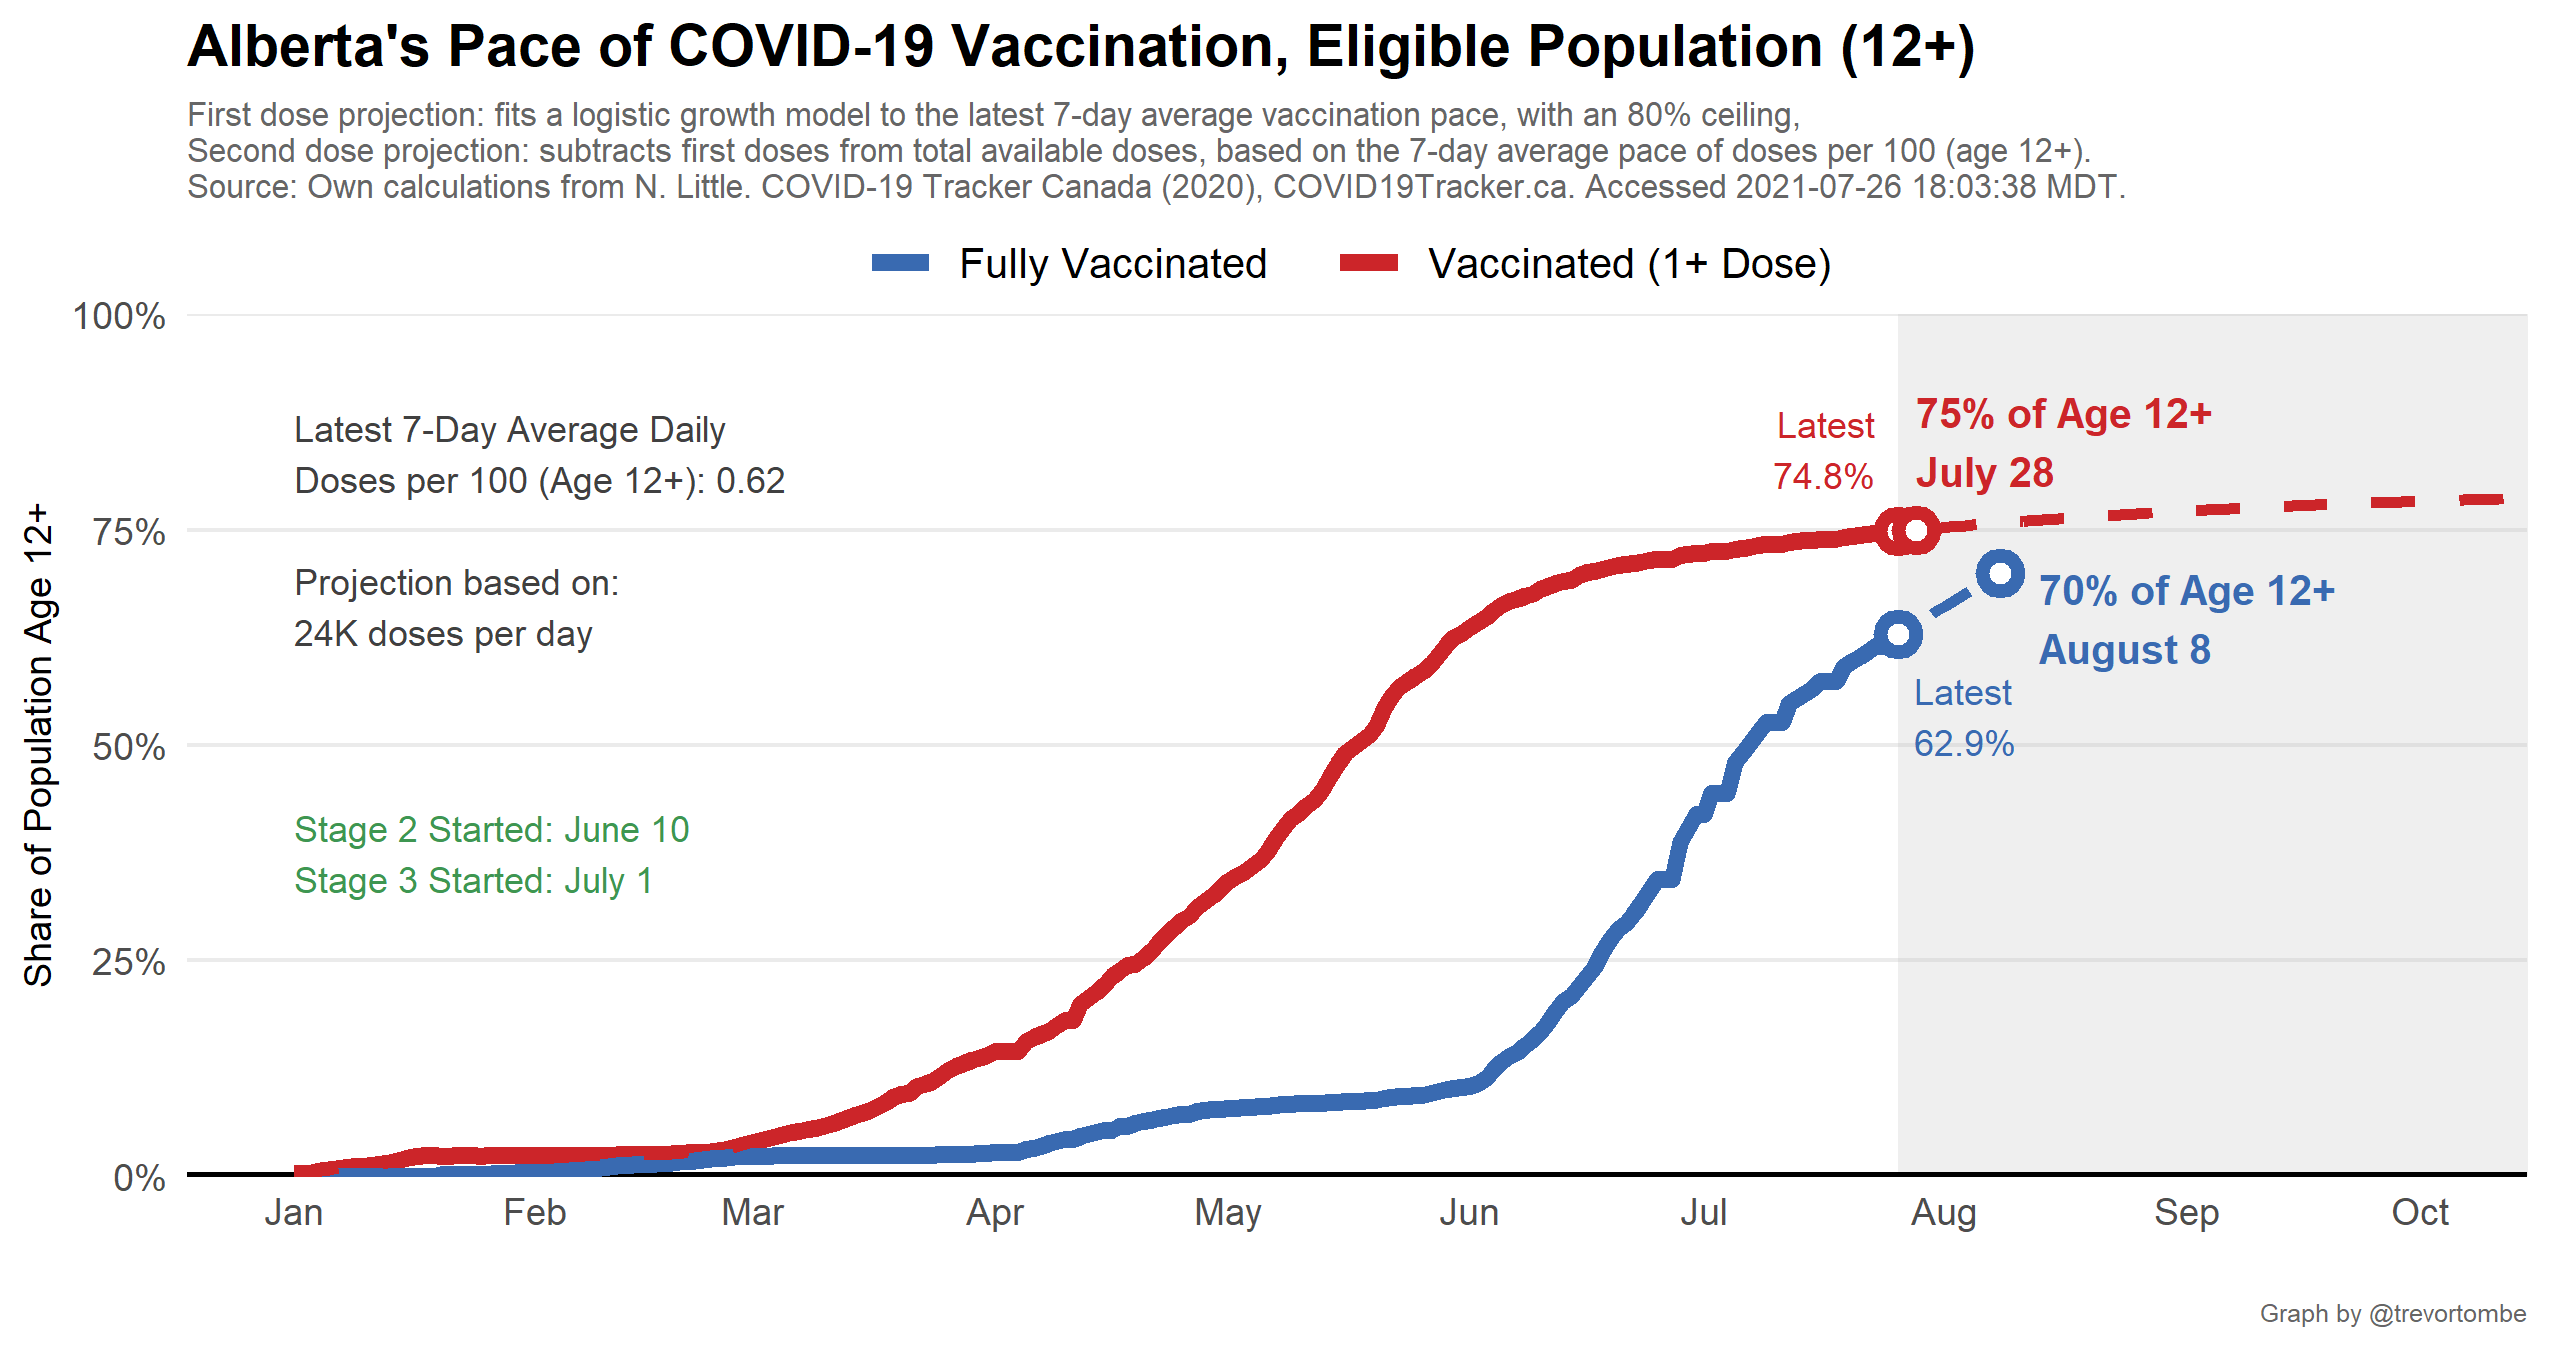 Alberta's Pace of COVID-19 Vaccination, Eligible Population (12+)
First dose projection: fits a logistic growth model to the latest 7-day average vaccination pace, with an 80% ceiling,
Second dose projection: subtracts first doses from total available doses, based on the 7-day average pace of doses per 100 (age 12+).
Source: Own calculations from N. Little. COVID-19 Tracker Canada (2020), COVID19Tracker.ca. Accessed 2021-07-26 18:03:38 MDT.
Fully Vaccinated
Vaccinated (1+ Dose)
Share of Population Age 12+
100%
75%
50%
25%
0%
Latest 7-Day Average Daily
Doses per 100 (Age 12+): 0.62
Projection based on:
24K doses per day
Stage 2 Started: June 10
Stage 3 Started: July 1
Latest
74.8%
75% of Age 12+
July 28
70% of Age 12+
August 8
Latest
62.9%
Jan
Feb
Mar
Apr
May
Jun
Jul
Aug
Sep
Oct
Graph by @trevortombe